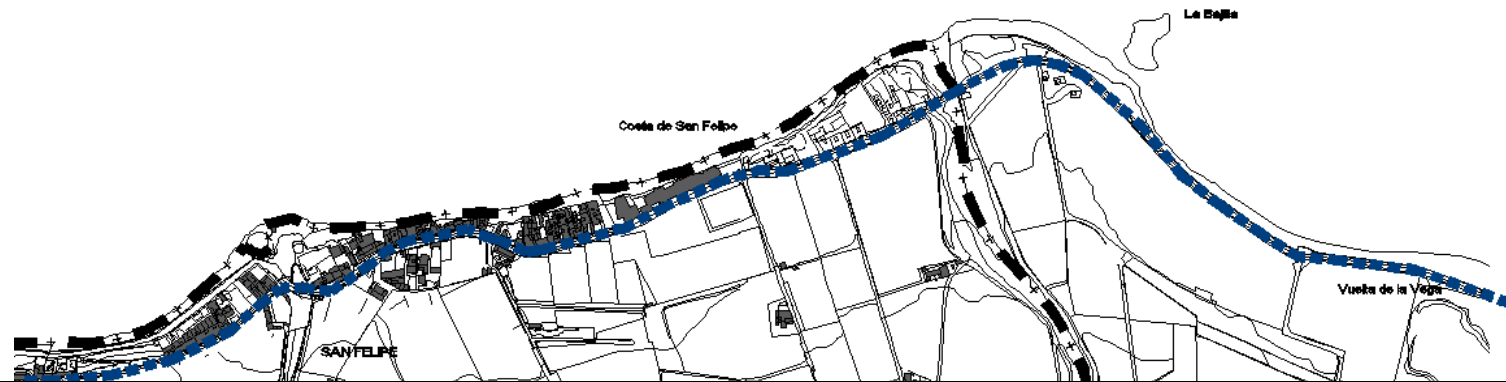 La Bajita
Costa de San Felipe
Vuelta de la Vega
SAN FELIPE